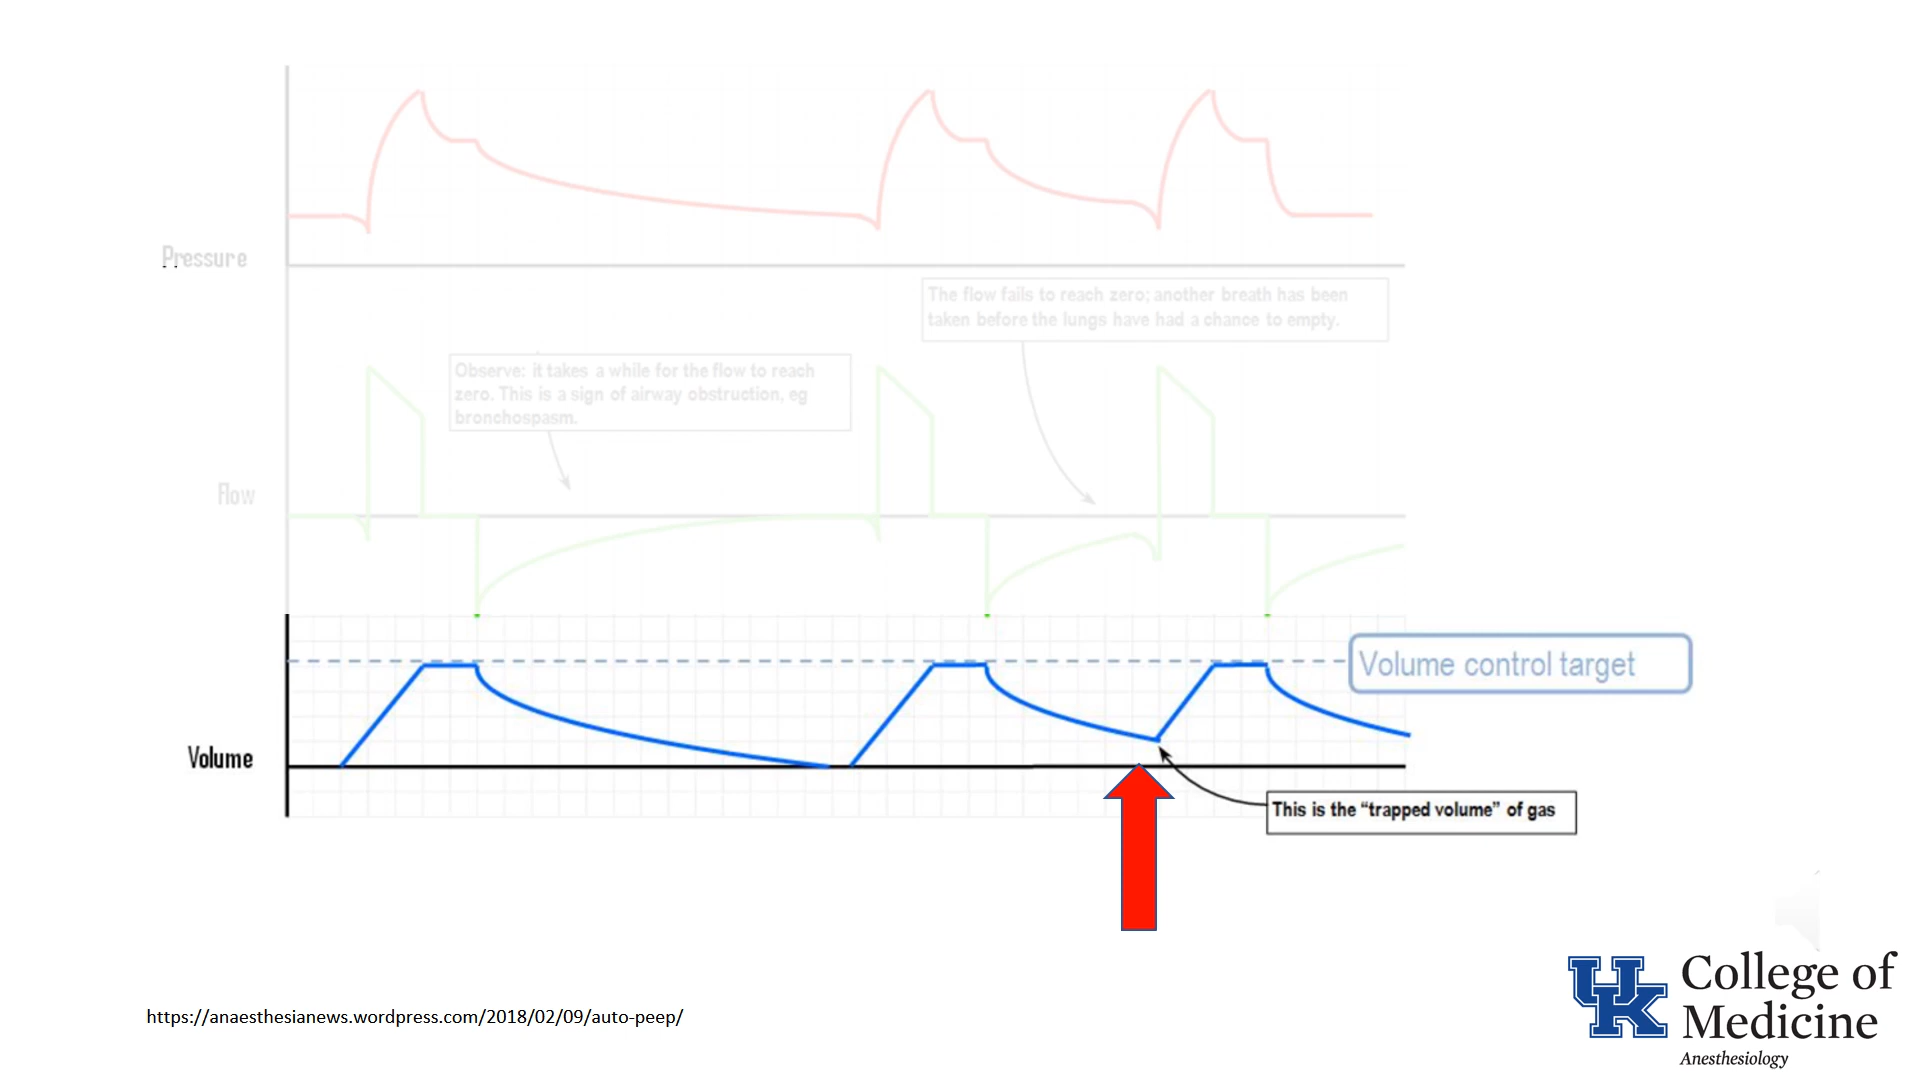 Pressure
The flow fails to reach zero; another breath has been
taken before the lungs have had a chance to empty.
Observe: it takes a while for the flow to reach
zero. This is a sign of airway obstruction, eg
bronchospasm.
Flow
Volume control target
Volume
This is the “trapped volume” of gas
https://anaesthesianews.wordpress.com/2018/02/09/auto-peep/
UK
College of
Medicine
Anesthesiology